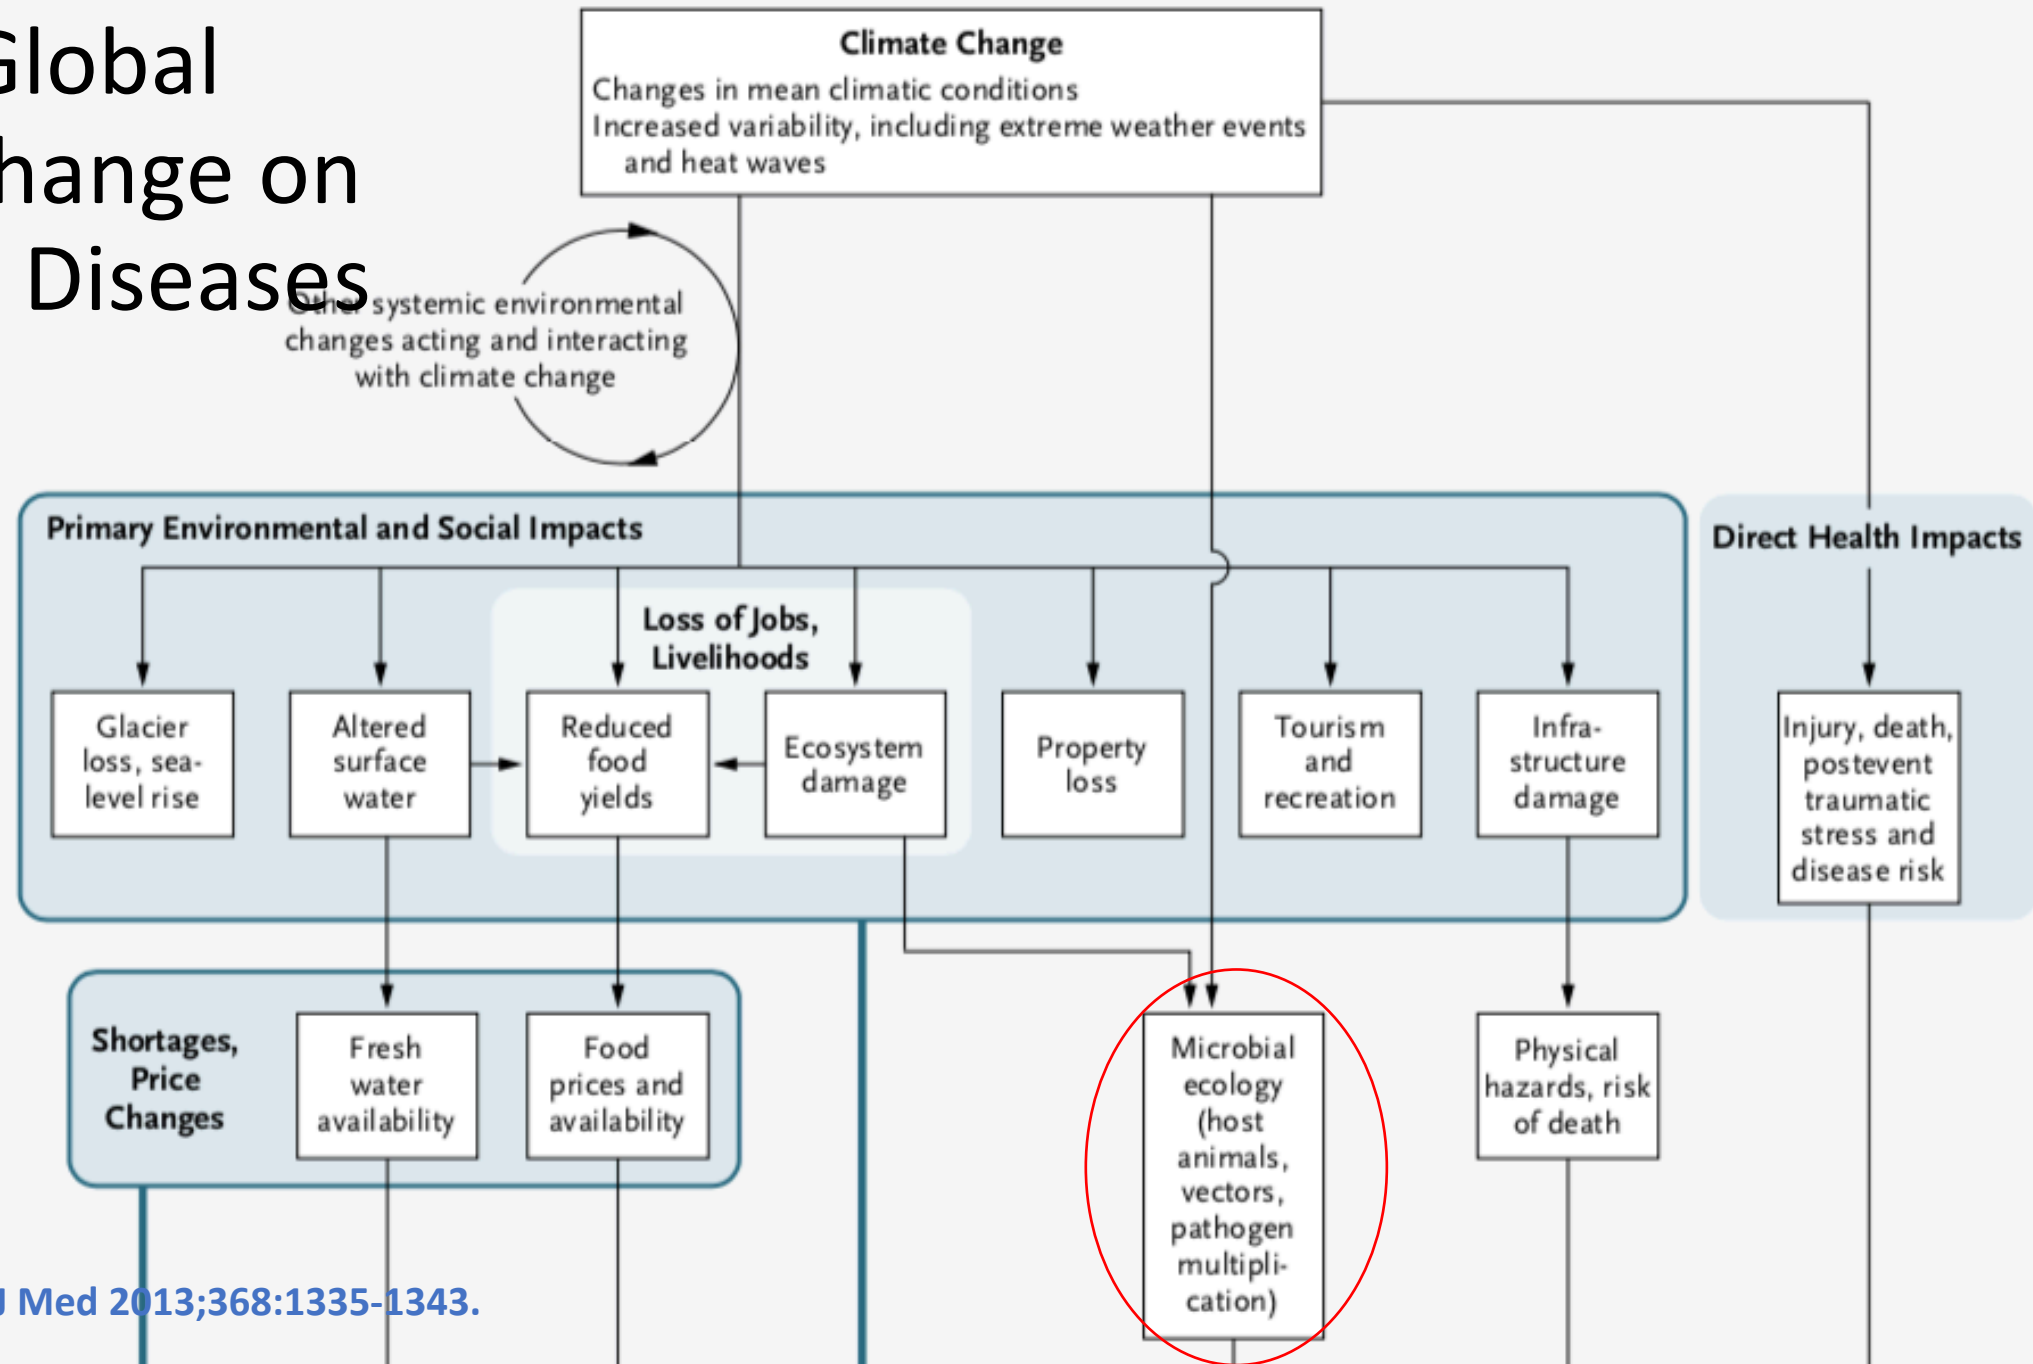 Global
hange on
Diseases
Climate Change
Changes in mean climatic conditions
Increased variability, including extreme weather events
and heat waves
Other systemic environmental
changes acting and interacting
with climate change
Primary Environmental and Social Impacts
Direct Health Impacts
Loss of Jobs,
Livelihoods
Glacier
loss, sea-
level rise
Altered
surface
water
Reduced
food
yields
Ecosystem
damage
Property
loss
Tourism
and
recreation
Infra-
structure
damage
Injury, death,
postevent
traumatic
stress and
disease risk
Shortages,
Price
Changes
Fresh
water
availability
Food
prices and
availability
Microbial
ecology
(host
animals,
vectors,
pathogen
multipli-
cation)
Physical
hazards, risk
of death
J Med 2013;368:1335-1343.